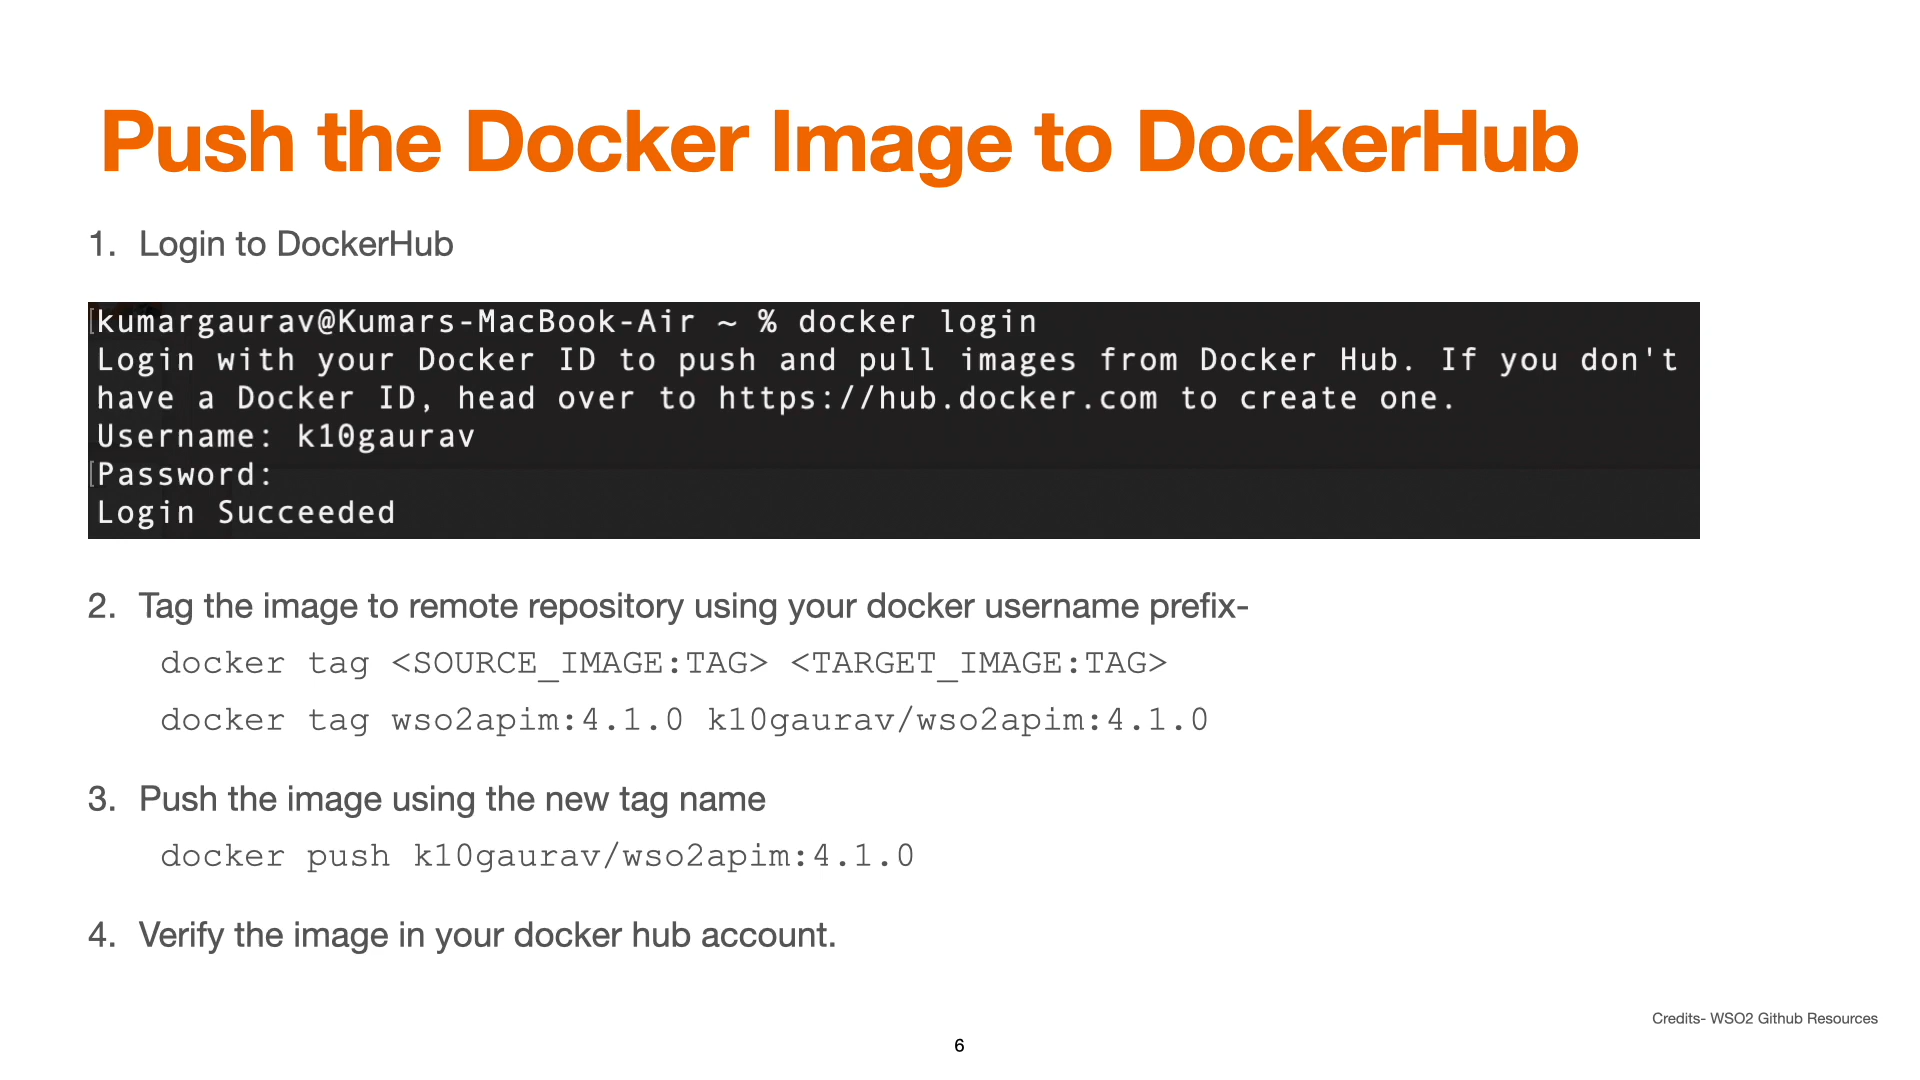 Push the Docker Image to DockerHub
1. Login to DockerHub
[kumargaurav@Kumars-MacBook-Air ~ % docker login
Login with your Docker ID to push and pull images from Docker Hub. If you don't
have a Docker ID, head over to https://hub.docker.com to create one.
Username: k10gaurav
[Password:
Login Succeeded
2. Tag the image to remote repository using your docker username prefix-
docker tag <SOURCE_IMAGE:TAG> <TARGET_IMAGE:TAG>
docker tag wso2apim:4.1.0 k10gaurav/wso2apim:4.1.0
3. Push the image using the new tag name
docker push k10gaurav/wso2apim:4.1.0
4. Verify the image in your docker hub account.
Credits- WSO2 Github Resources
6